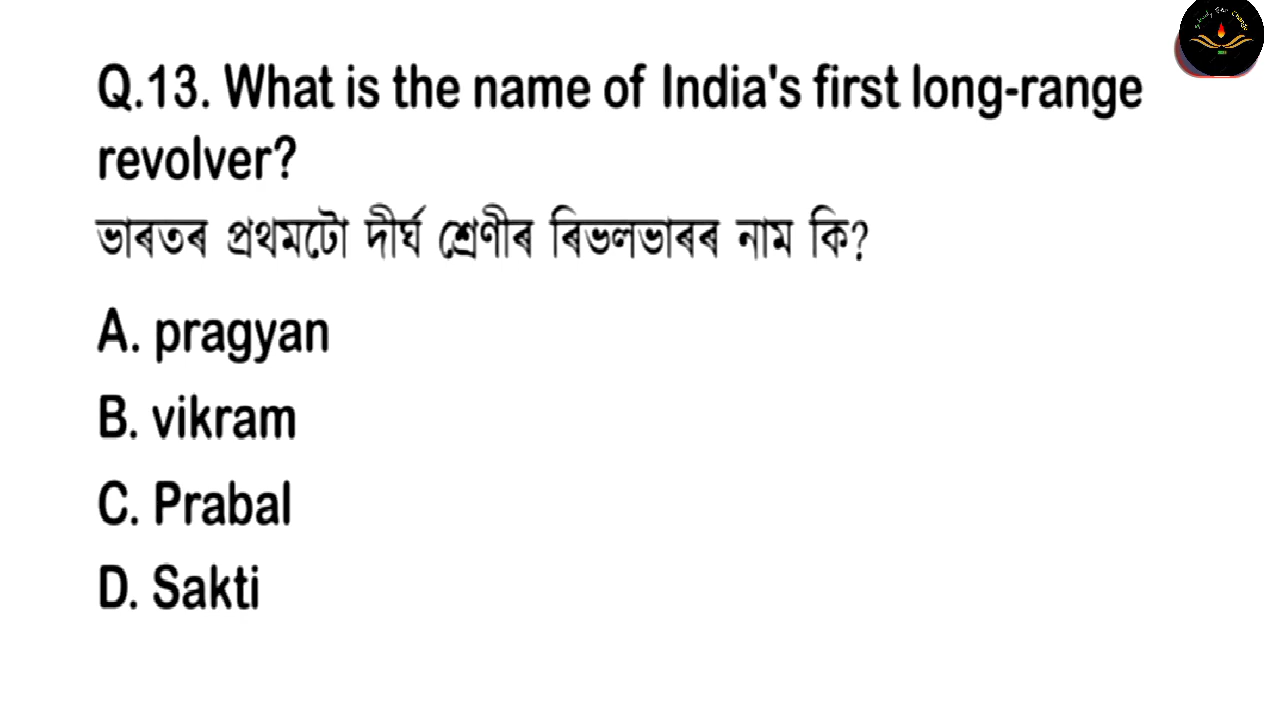 Q.13. What is the name of India's first long-range
revolver?
ভাৰতৰ প্ৰথমটো দীৰ্ঘ শ্ৰেণীৰ ৰিভলভাৰৰ নাম কি?
A. pragyan
B. vikram
C. Prabal
D. Sakti